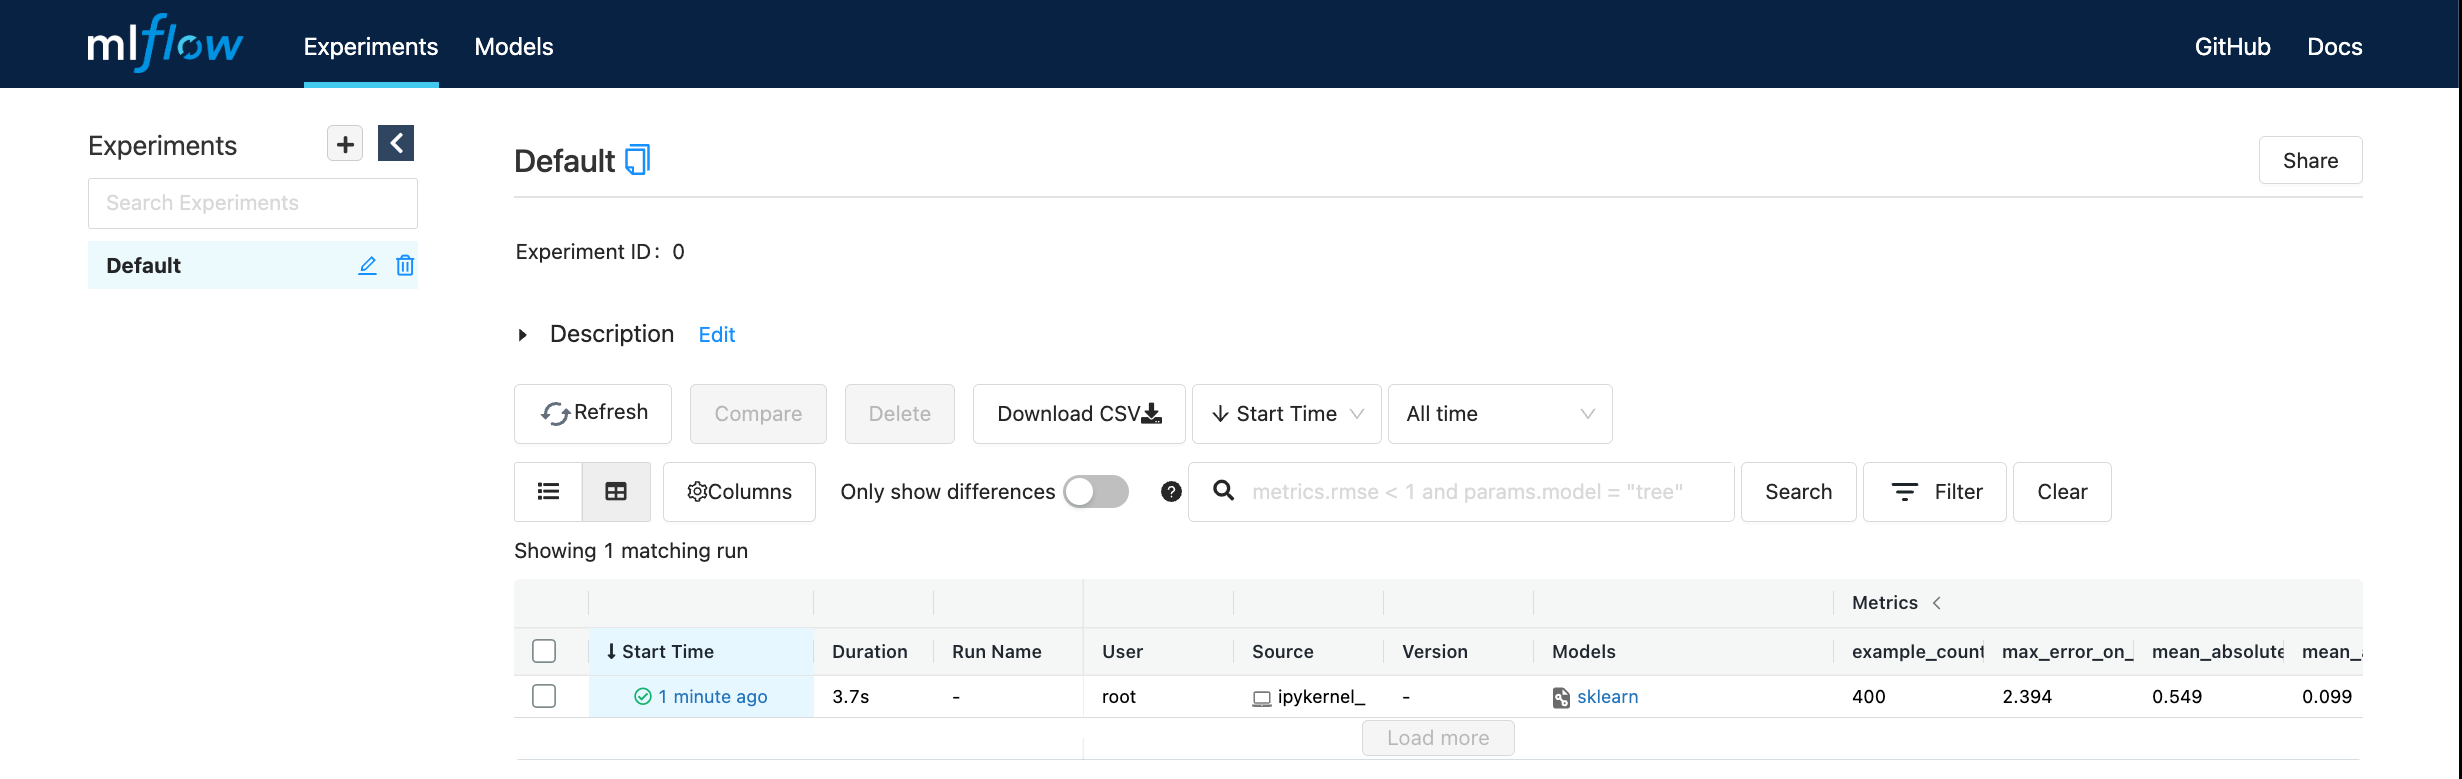 mlflow Experiments Models GitHub Docs
Experiments +
Search Experiments
Default
Default Share
Experiment ID: 0
Description Edit
Refresh Compare Delete Download CSV Start Time All time
Columns Only show differences ? metrics.rmse < 1 and params.model = "tree" Search Filter Clear
Showing 1 matching run
Metrics
Start Time Duration Run Name User Source Version Models example_count max_error_on_ mean_absolute mean_
1 minute ago 3.7s - root ipykernel_ - sklearn 400 2.394 0.549 0.099
Load more